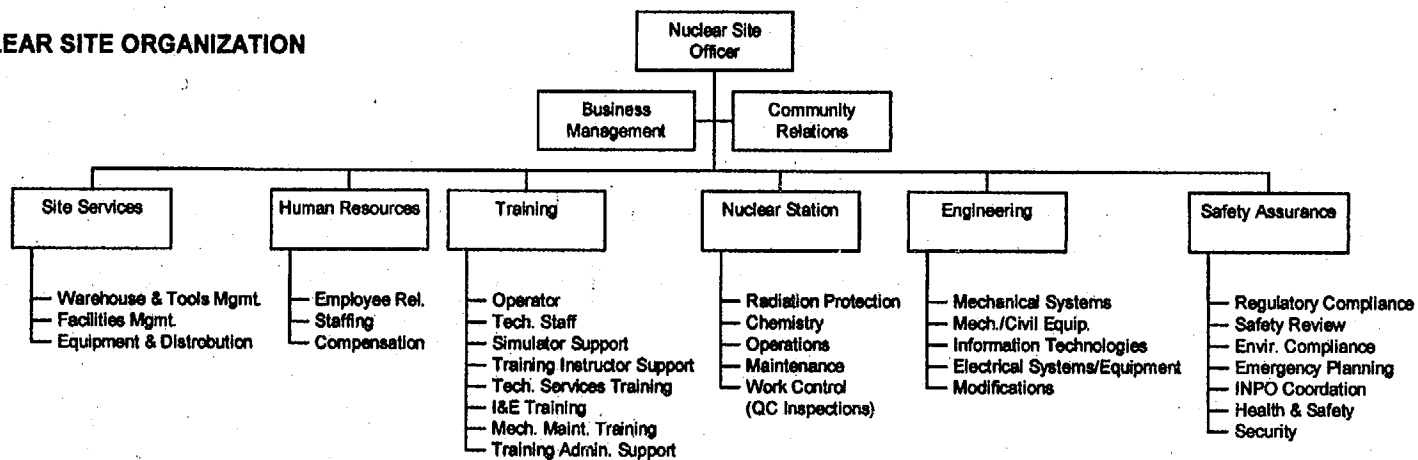 LEAR SITE ORGANIZATION
Nuclear Site
Officer
Business
Management
Community
Relations
Site Services
Human Resources
Training
Nuclear Station
Engineering
Safety Assurance
Warehouse & Tools Mgmt.
Facilities Mgmt.
Equipment & Distrobution
Employee Rel.
Staffing
Compensation
Operator
Tech. Staff
Simulator Support
Training Instructor Support
Tech. Services Training
I&E Training
Mech. Maint. Training
Training Admin. Support
Radiation Protection
Chemistry
Operations
Maintenance
Work Control
(QC Inspections)
Mechanical Systems
Mech./Civil Equip.
Information Technologies
Electrical Systems/Equipment
Modifications
Regulatory Compliance
Safety Review
Envir. Compliance
Emergency Planning
INPO Coordation
Health & Safety
Security